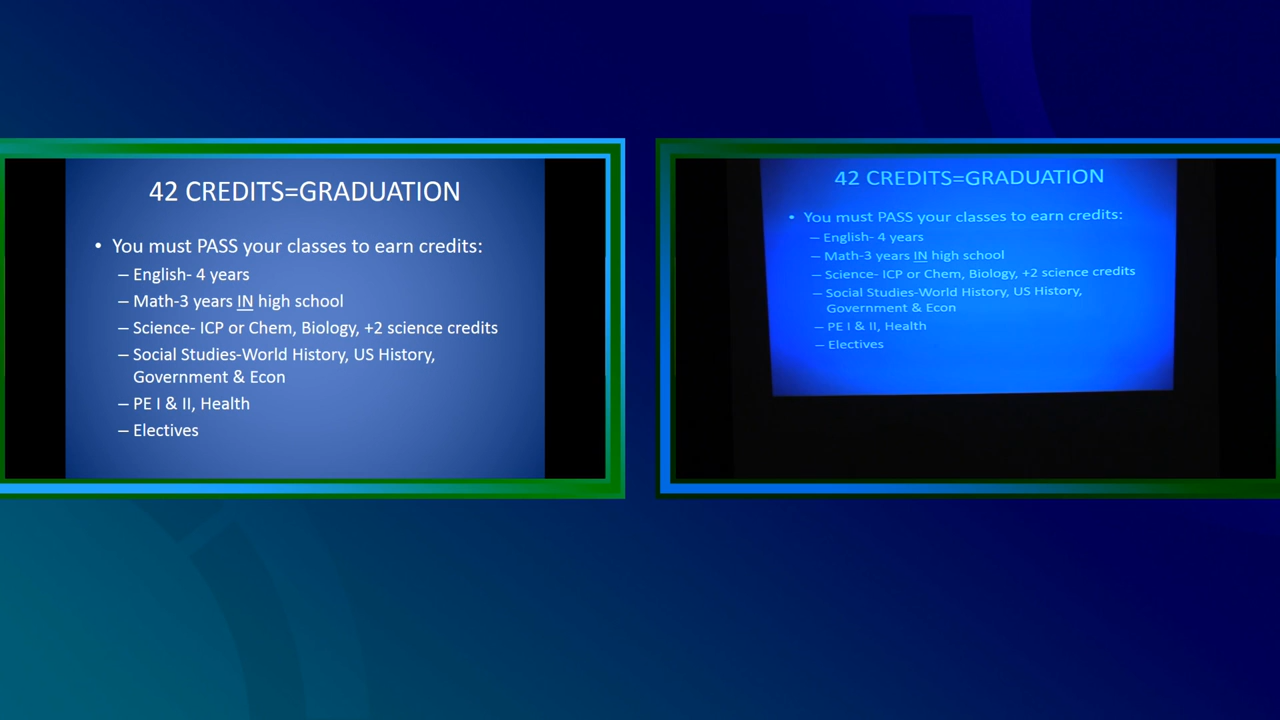 42 CREDITS=GRADUATION
• You must PASS your classes to earn credits:
– English- 4 years
– Math-3 years IN high school
– Science- ICP or Chem, Biology, +2 science credits
– Social Studies-World History, US History,
Government & Econ
– PE I & II, Health
– Electives
42 CREDITS=GRADUATION
• You must PASS your classes to earn credits:
– English- 4 years
– Math-3 years IN high school
– Science- ICP or Chem, Biology, +2 science credits
– Social Studies-World History, US History,
Government & Econ
– PE I & II, Health
– Electives